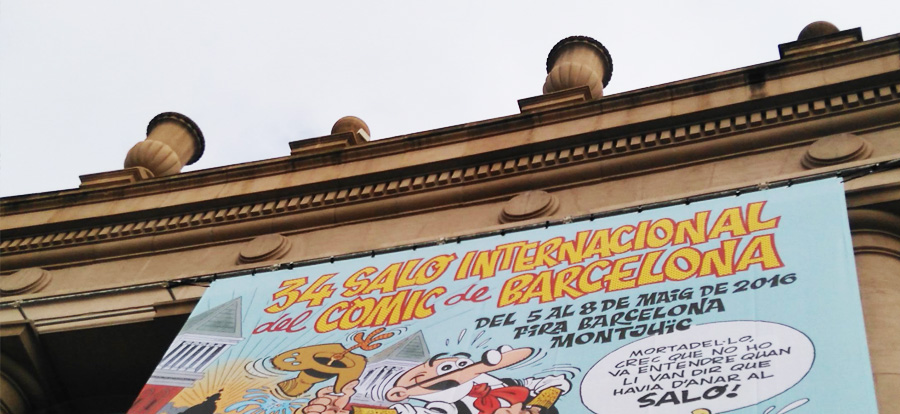 34 SALÓ INTERNACIONAL
del CÒMIC de BARCELONA
DEL 5 AL 8 DE MAIG DE 2016
FIRA BARCELONA
MONTJUÏC
MORTADEL·LO,
CREC QUE NO HO
VA ENTENDRE QUAN
LI VAN DIR QUE
HAVIA D'ANAR AL
SALÓ!